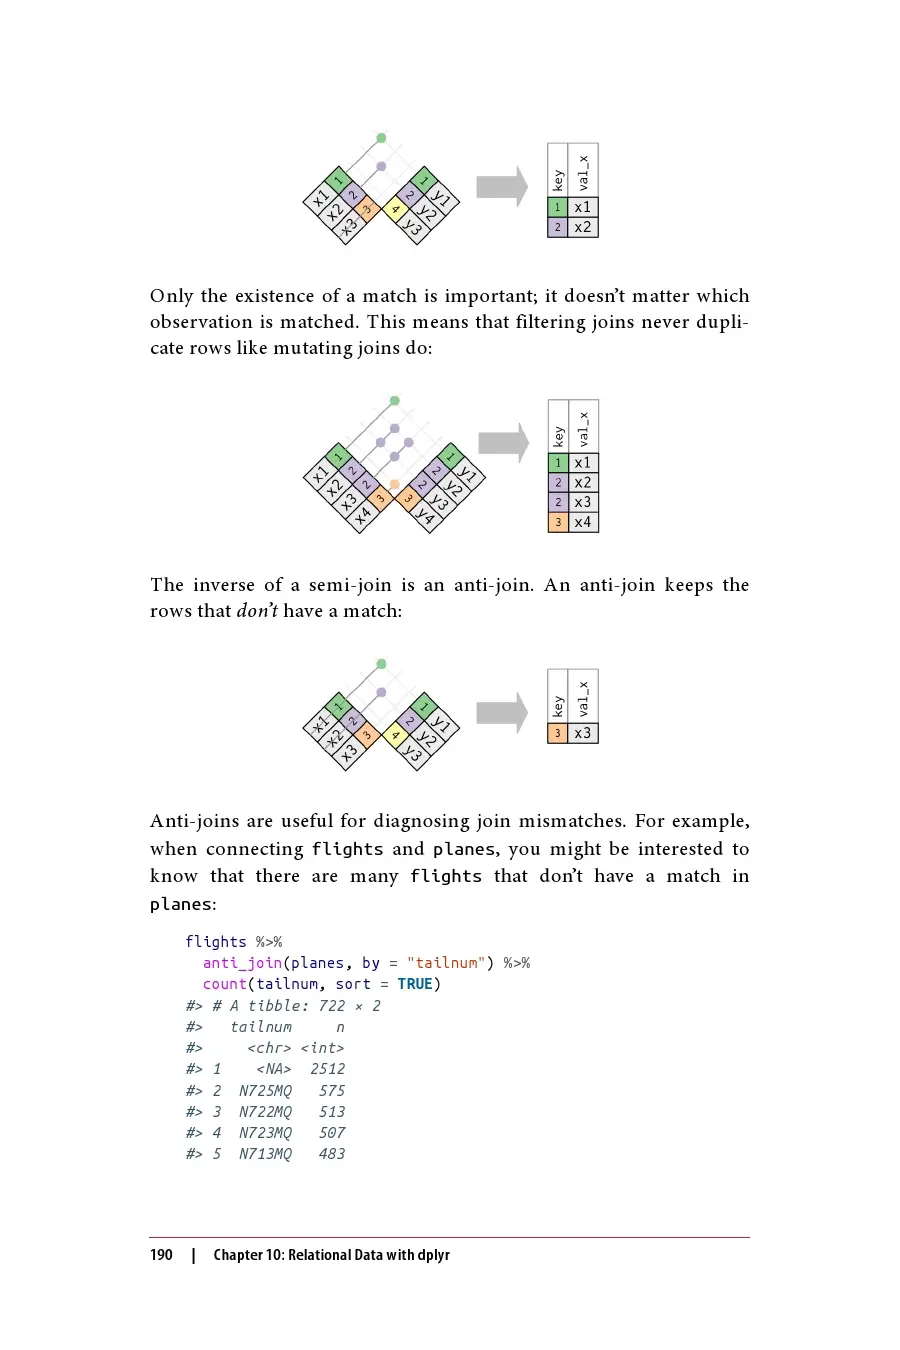 key val_x
1 x1
2 x2
1 2 3
x1 x2 x3
1 2 4
y1 y2 y3
Only the existence of a match is important; it doesn’t matter which
observation is matched. This means that filtering joins never dupli-
cate rows like mutating joins do:
1 2 2 3
x1 x2 x3 x4
1 2 2 3
y1 y2 y3 y4
key val_x
1 x1
2 x2
2 x3
3 x4
The inverse of a semi-join is an anti-join. An anti-join keeps the
rows that don’t have a match:
1 2 3
x1 x2 x3
1 2 4
y1 y2 y3
key val_x
3 x3
Anti-joins are useful for diagnosing join mismatches. For example,
when connecting flights and planes, you might be interested to
know that there are many flights that don’t have a match in
planes:
flights %>%
  anti_join(planes, by = "tailnum") %>%
  count(tailnum, sort = TRUE)
#> # A tibble: 722 × 2
#>   tailnum     n
#>     <chr> <int>
#> 1    <NA>  2512
#> 2  N725MQ   575
#> 3  N722MQ   513
#> 4  N723MQ   507
#> 5  N713MQ   483
190 | Chapter 10: Relational Data with dplyr